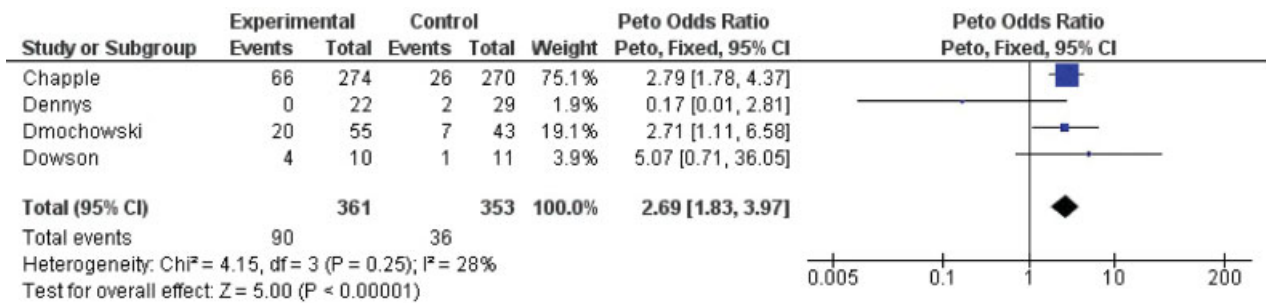 Experimental Control Peto Odds Ratio Peto Odds Ratio
Study or Subgroup Events Total Events Total Weight Peto, Fixed, 95% CI Peto, Fixed, 95% CI
Chapple 66 274 26 270 75.1% 2.79 [1.78, 4.37]
Dennys 0 22 2 29 1.9% 0.17 [0.01, 2.81]
Dmochowski 20 55 7 43 19.1% 2.71 [1.11, 6.58]
Dowson 4 10 1 11 3.9% 5.07 [0.71, 36.05]
Total (95% CI) 361 353 100.0% 2.69 [1.83, 3.97]
Total events 90 36
Heterogeneity: Chi² = 4.15, df = 3 (P = 0.25); I² = 28%
Test for overall effect: Z = 5.00 (P < 0.00001)
0.005 0.1 1 10 200